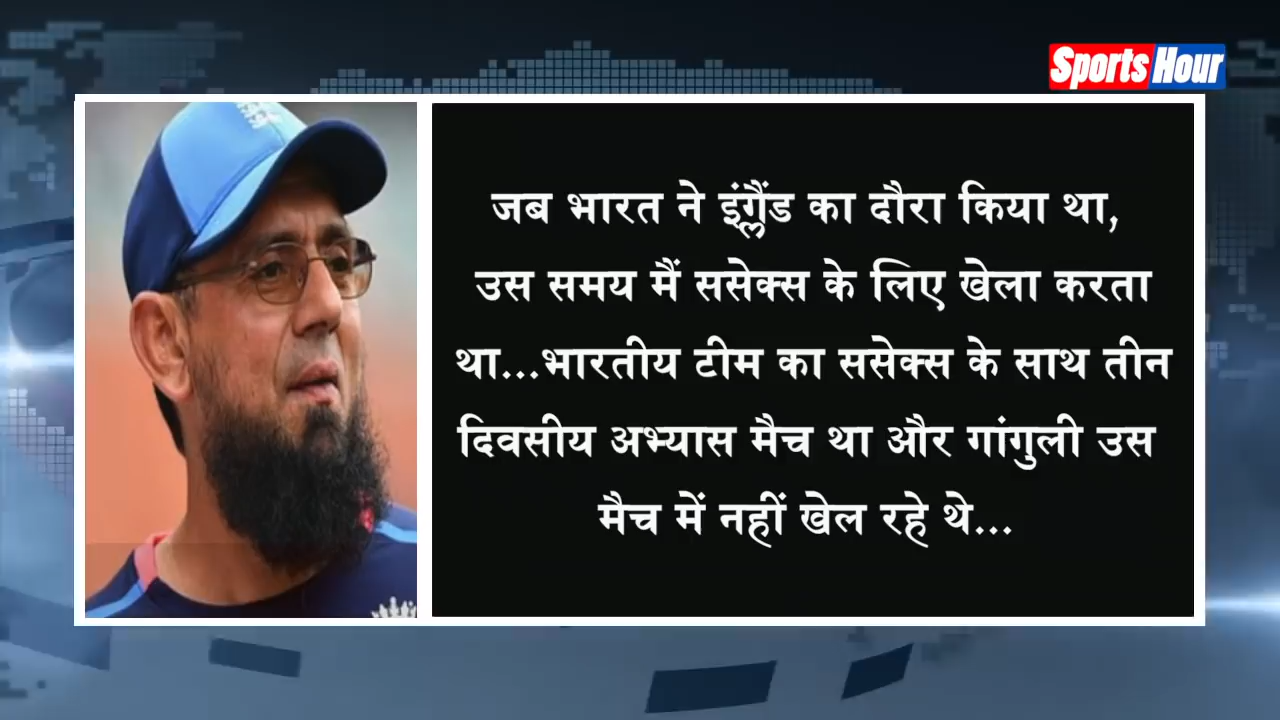 Sports Hour
जब भारत ने इंग्लैंड का दौरा किया था,
उस समय मैं ससेक्स के लिए खेला करता
था...भारतीय टीम का ससेक्स के साथ तीन
दिवसीय अभ्यास मैच था और गांगुली उस
मैच में नहीं खेल रहे थे...